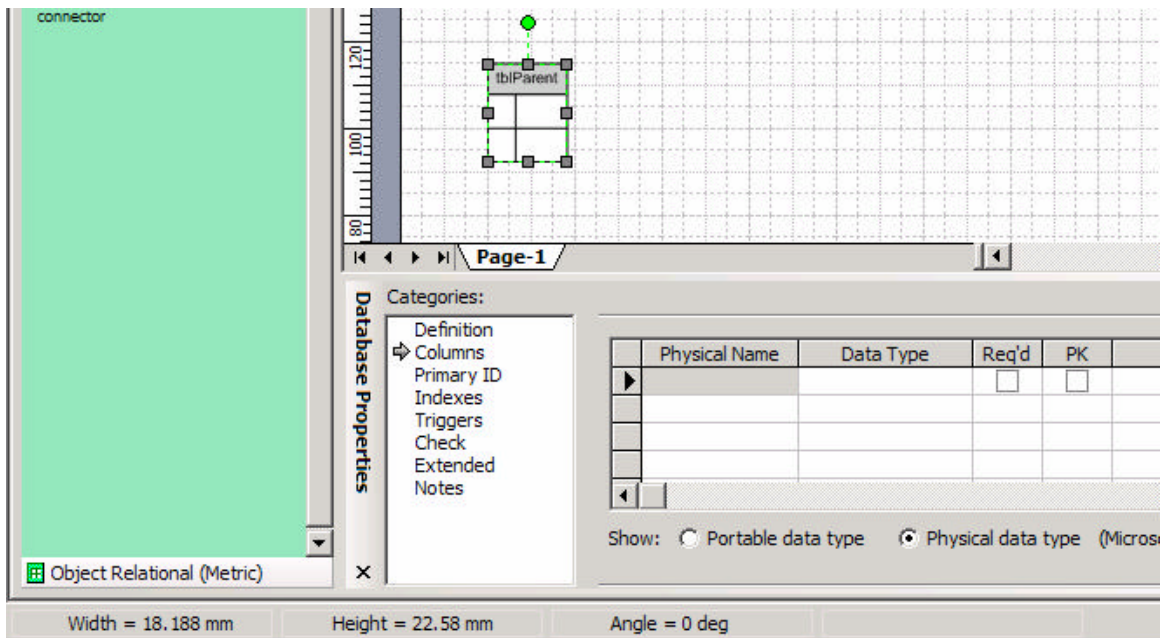 connector
120
tblParent
100
80
Page-1
Database Properties
Categories:
Definition
Columns
Primary ID
Indexes
Triggers
Check
Extended
Notes
Physical Name Data Type Req'd PK
Show: Portable data type Physical data type (Micros
Object Relational (Metric)
Width = 18.188 mm Height = 22.58 mm Angle = 0 deg